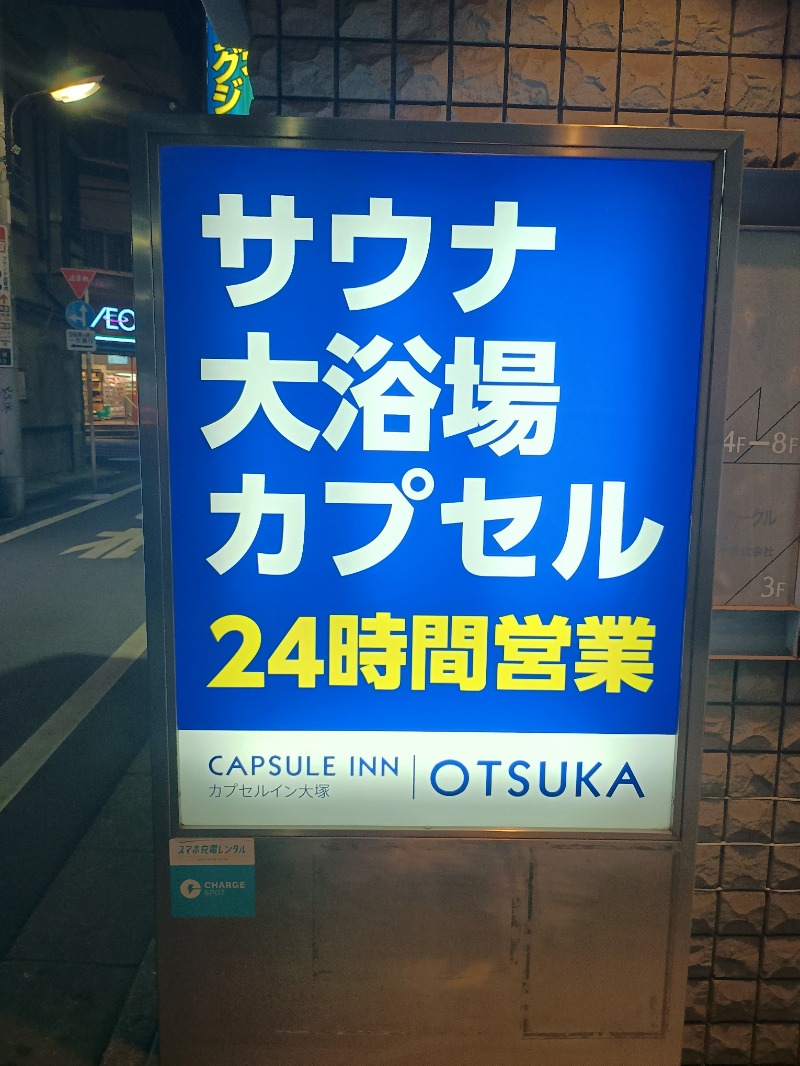 グジ
サウナ
大浴場
カプセル
24時間営業
CAPSULE INN
カプセルイン大塚
OTSUKA
スマホ充電レンタル
CHARGE
SPOT
4F－8F
3F